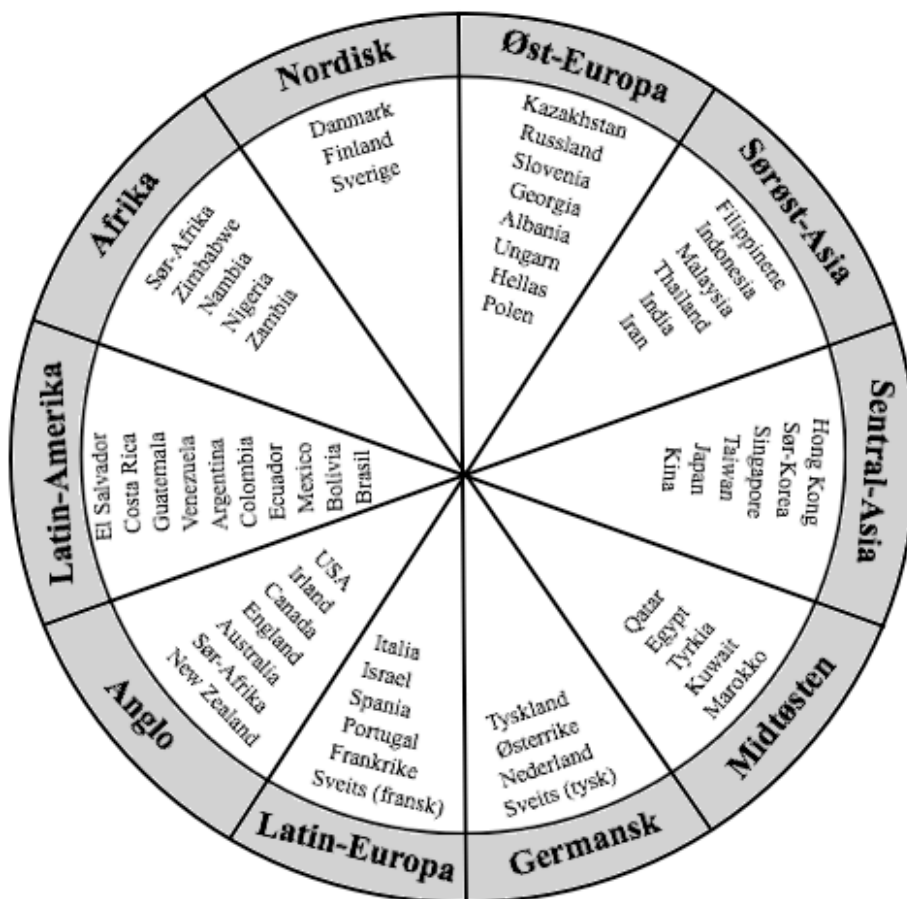 Nordisk
Danmark
Finland
Sverige
Øst-Europa
Kazakhstan
Russland
Slovenia
Georgia
Albania
Ungarn
Hellas
Polen
Sørøst-Asia
Filippinene
Indonesia
Malaysia
Thailand
India
Iran
Sentral-Asia
Hong Kong
Sør-Korea
Singapore
Taiwan
Japan
Kina
Midtøsten
Qatar
Egypt
Tyrkia
Kuwait
Marokko
Germansk
Tyskland
Østerrike
Nederland
Sveits (tysk)
Latin-Europa
Italia
Israel
Spania
Portugal
Frankrike
Sveits (fransk)
Anglo
USA
Irland
Canada
England
Australia
Sør-Afrika
New Zealand
Latin-Amerika
El Salvador
Costa Rica
Guatemala
Venezuela
Argentina
Colombia
Ecuador
Mexico
Bolivia
Brasil
Afrika
Sør-Afrika
Zimbabwe
Nambia
Nigeria
Zambia